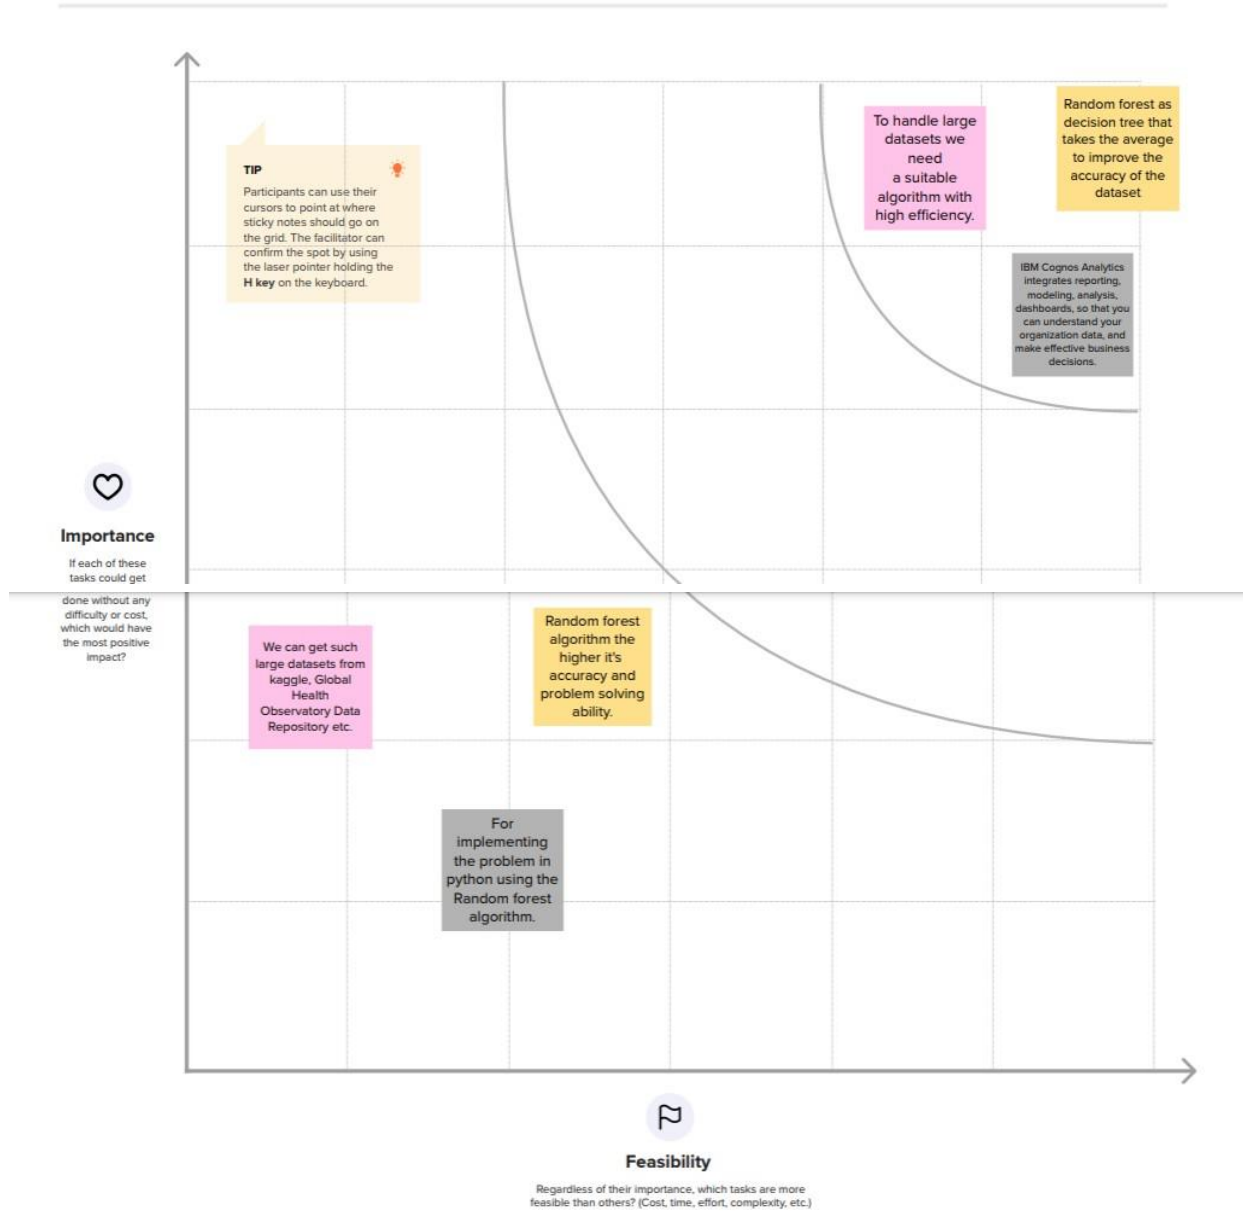 TIP
Participants can use their
cursors to point at where
sticky notes should go on
the grid. The facilitator can
confirm the spot by using
the laser pointer holding the
H key on the keyboard.
To handle large
datasets we
need
a suitable
algorithm with
high efficiency.
Random forest as
decision tree that
takes the average
to improve the
accuracy of the
dataset
IBM Cognos Analytics
integrates reporting,
modeling, analysis,
dashboards, so that you
can understand your
organization data, and
make effective business
decisions.
Importance
If each of these
tasks could get
done without any
difficulty or cost,
which would have
the most positive
impact?
We can get such
large datasets from
kaggle, Global
Health
Observatory Data
Repository etc.
Random forest
algorithm the
higher it's
accuracy and
problem solving
ability.
For
implementing
the problem in
python using the
Random forest
algorithm.
Feasibility
Regardless of their importance, which tasks are more
feasible than others? (Cost, time, effort, complexity, etc.)